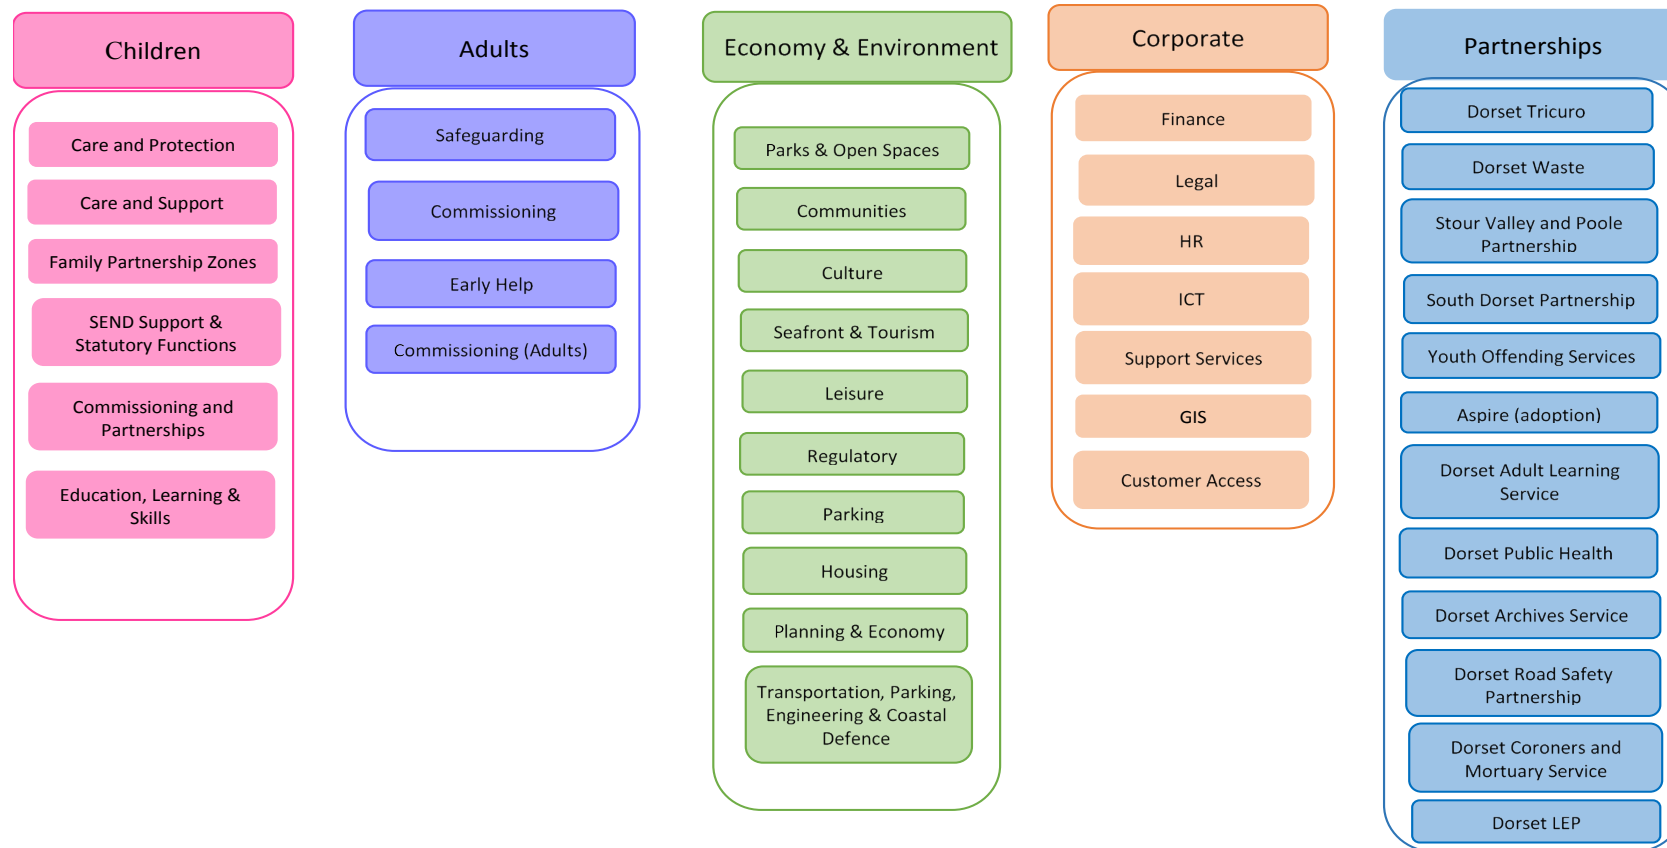 Children
Care and Protection
Care and Support
Family Partnership Zones
SEND Support &
Statutory Functions
Commissioning and
Partnerships
Education, Learning &
Skills
Adults
Safeguarding
Commissioning
Early Help
Commissioning (Adults)
Economy & Environment
Parks & Open Spaces
Communities
Culture
Seafront & Tourism
Leisure
Regulatory
Parking
Housing
Planning & Economy
Transportation, Parking,
Engineering & Coastal
Defence
Corporate
Finance
Legal
HR
ICT
Support Services
GIS
Customer Access
Partnerships
Dorset Tricuro
Dorset Waste
Stour Valley and Poole
Partnership
South Dorset Partnership
Youth Offending Services
Aspire (adoption)
Dorset Adult Learning
Service
Dorset Public Health
Dorset Archives Service
Dorset Road Safety
Partnership
Dorset Coroners and
Mortuary Service
Dorset LEP